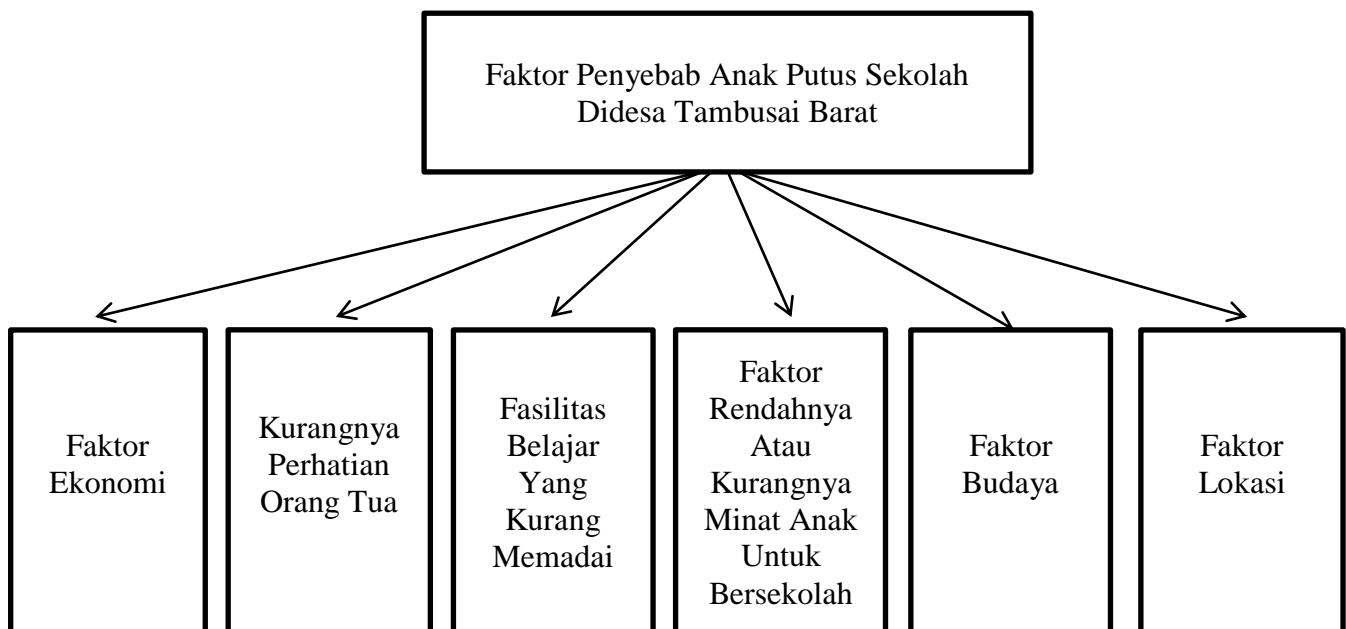 Faktor Penyebab Anak Putus Sekolah
Didesa Tambusai Barat
Faktor
Ekonomi
Kurangnya
Perhatian
Orang Tua
Fasilitas
Belajar
Yang
Kurang
Memadai
Faktor
Rendahnya
Atau
Kurangnya
Minat Anak
Untuk
Bersekolah
Faktor
Budaya
Faktor
Lokasi